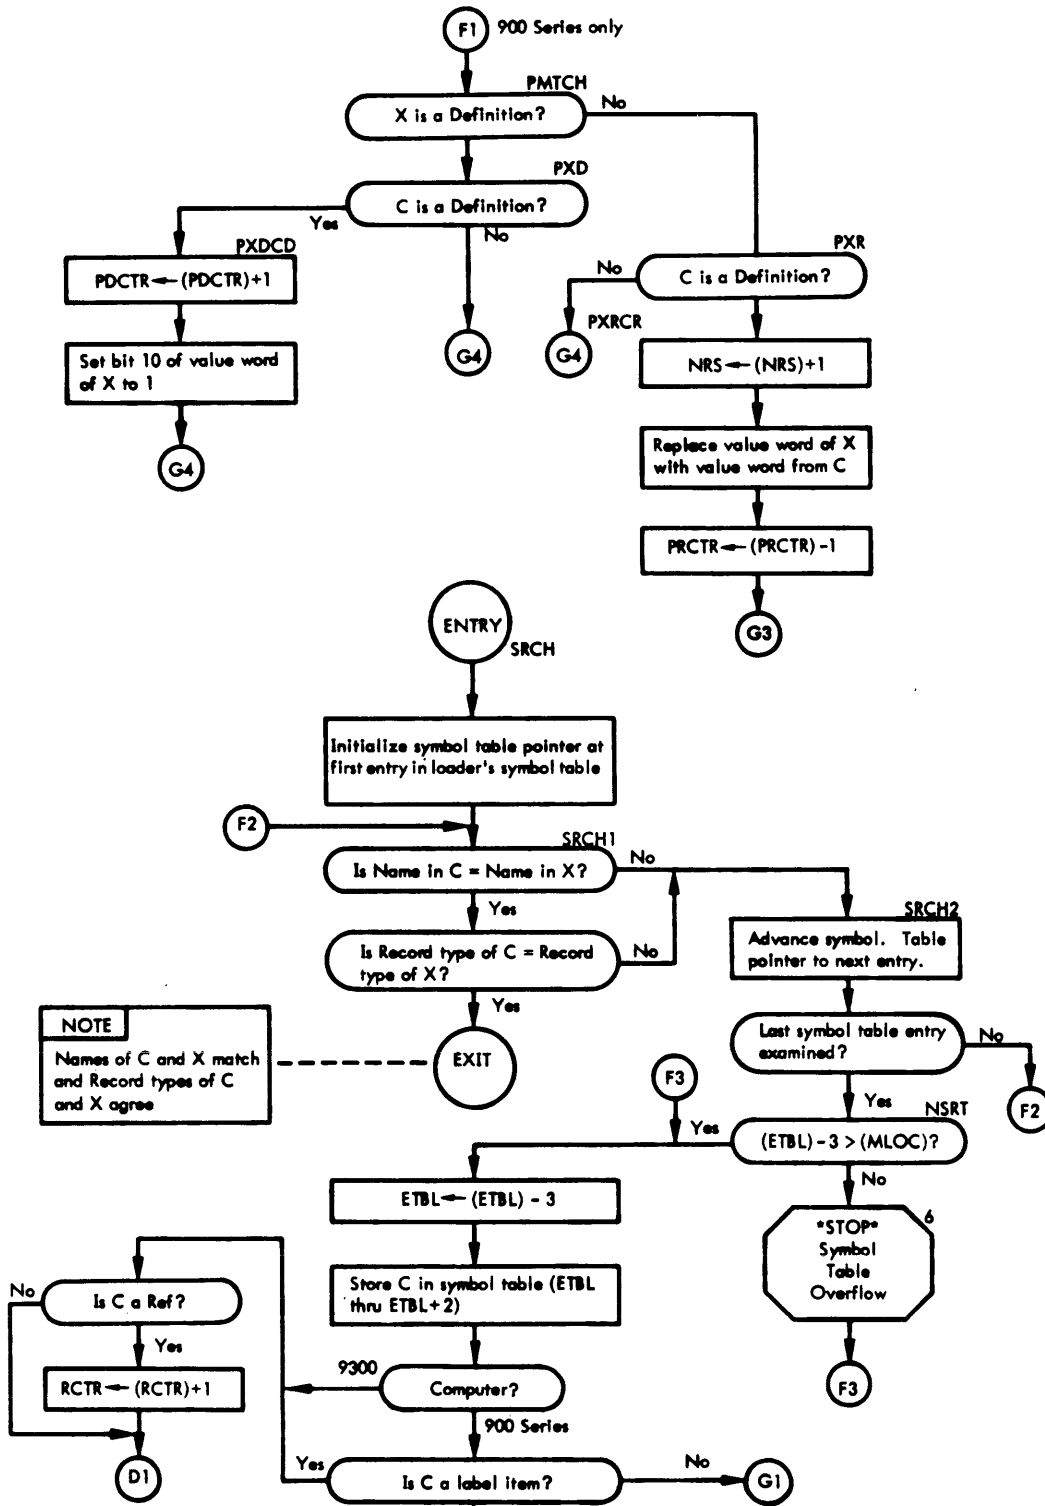 F1 900 Series only
PMTCH
X is a Definition?
No
PXD
C is a Definition?
Yes
No
PXDCD
PDCTR ← (PDCTR)+1
Set bit 10 of value word
of X to 1
G4
G4
PXR
C is a Definition?
No
PXRCR
G4
NRS ← (NRS)+1
Replace value word of X
with value word from C
PRCTR ← (PRCTR) -1
G3
ENTRY
SRCH
Initialize symbol table pointer at
first entry in loader's symbol table
F2
SRCH1
Is Name in C = Name in X?
No
Yes
Is Record type of C = Record
type of X?
No
Yes
EXIT
NOTE
Names of C and X match
and Record types of C
and X agree
SRCH2
Advance symbol. Table
pointer to next entry.
Last symbol table entry
examined?
No
F2
Yes
NSRT
(ETBL) -3 > (MLOC)?
Yes
F3
No
6
*STOP*
Symbol
Table
Overflow
F3
ETBL ← (ETBL) - 3
Store C in symbol table (ETBL
thru ETBL+2)
Computer?
9300
900 Series
Is C a Ref?
No
Yes
RCTR ← (RCTR)+1
D1
Is C a label item?
Yes
No
G1